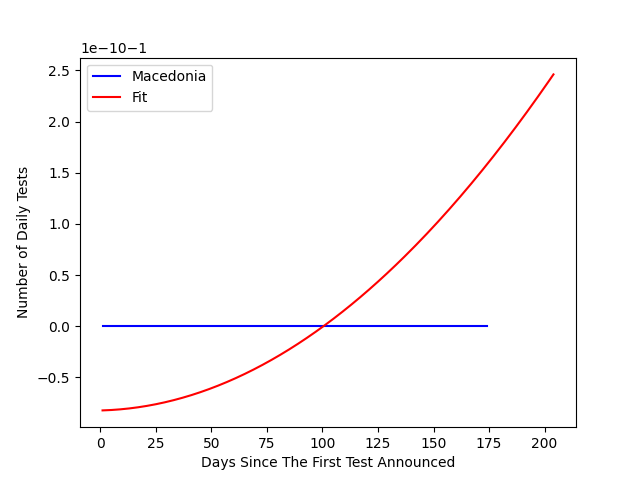 1e−10−1
Macedonia
Fit
2.5
2.0
1.5
1.0
0.5
0.0
−0.5
Number of Daily Tests
0 25 50 75 100 125 150 175 200
Days Since The First Test Announced